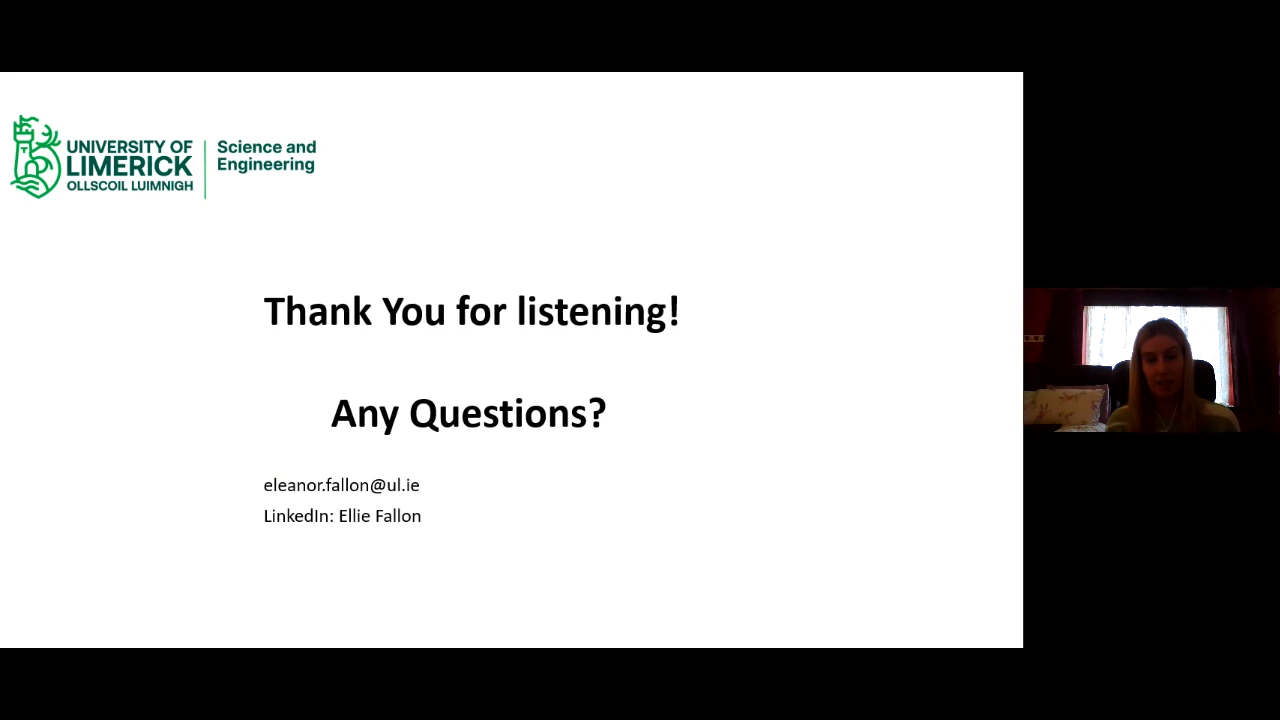 UNIVERSITY OF
LIMERICK
OLLSCOIL LUIMNIGH
Science and
Engineering
Thank You for listening!
Any Questions?
eleanor.fallon@ul.ie
LinkedIn: Ellie Fallon